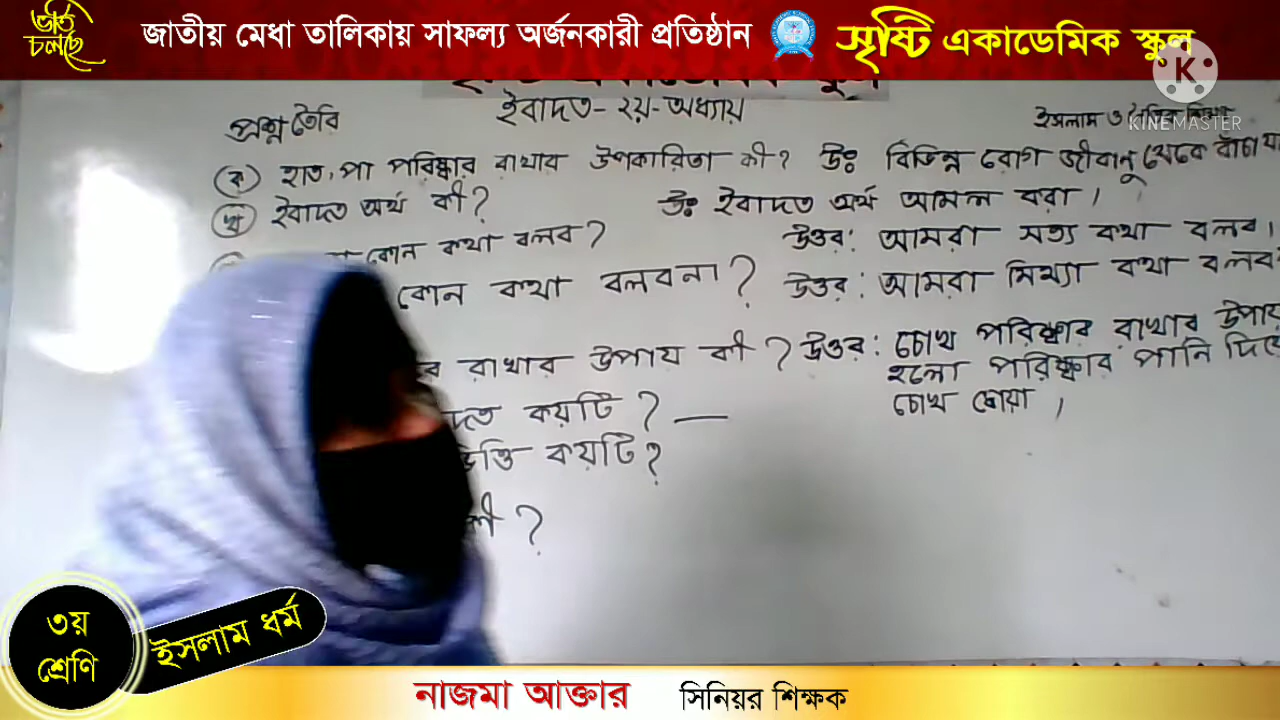 ভর্তি চলছে
জাতীয় মেধা তালিকায় সাফল্য অর্জনকারী প্রতিষ্ঠান সৃষ্টি একাডেমিক স্কুল
K
KINEMASTER
ইবাদত- ২য়-অধ্যায়
প্রশ্ন তৈরি
ইসলাম ও
(ক) হাত, পা পরিষ্কার রাখার উপকারিতা কী? উঃ বিভিন্ন রোগ জীবানু থেকে বাঁচা
(খ) ইবাদত অর্থ কী? উঃ ইবাদত অর্থ আমল করা।
কোন কথা বলব? উত্তর: আমরা সত্য কথা বলব।
কোন কথা বলবনা? উত্তর: আমরা মিথ্যা কথা বলব
রাখার উপায় কী? উত্তর: চোখ পরিষ্কার রাখার উপায়
হলো পরিষ্কার পানি দিয়ে
চোখ ধোয়া।
কয়টি? —
কয়টি?
কী?
৩য়
শ্রেণি
ইসলাম ধর্ম
নাজমা আক্তার সিনিয়র শিক্ষক